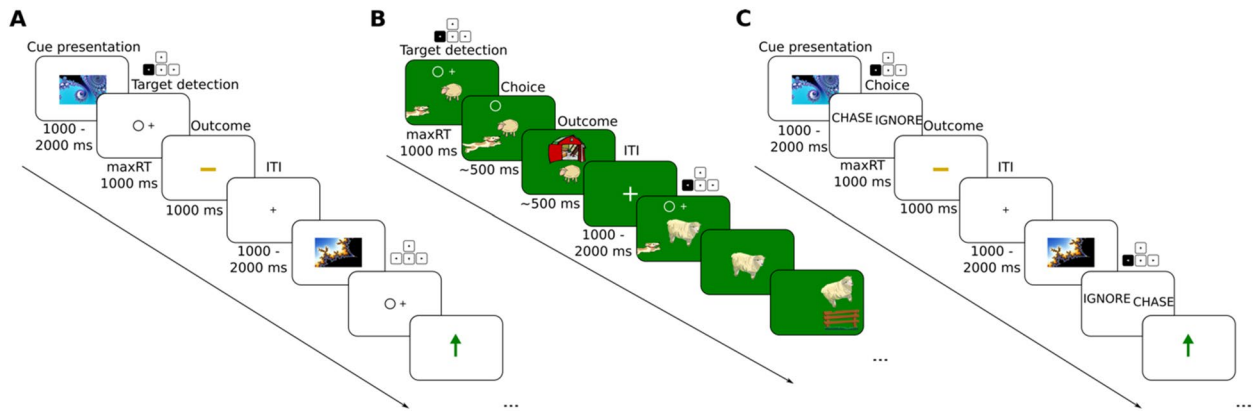 A
Cue presentation
Target detection
1000 -
2000 ms
Outcome
maxRT
1000 ms
ITI
1000 ms
1000 -
2000 ms
...
B
Target detection
Choice
maxRT
1000 ms
Outcome
~500 ms
ITI
~500 ms
1000 -
2000 ms
...
C
Cue presentation
Choice
CHASE IGNORE
1000 -
2000 ms
Outcome
maxRT
1000 ms
ITI
1000 ms
1000 -
2000 ms
IGNORE CHASE
...